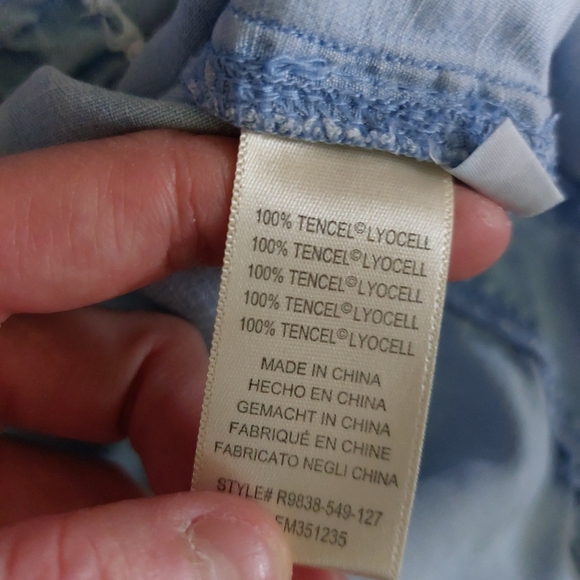 100% TENCEL©LYOCELL
100% TENCEL©LYOCELL
100% TENCEL©LYOCELL
100% TENCEL©LYOCELL
100% TENCEL©LYOCELL
MADE IN CHINA
HECHO EN CHINA
GEMACHT IN CHINA
FABRIQUÉ EN CHINE
FABRICATO NEGLI CHINA
STYLE# R9838-549-127